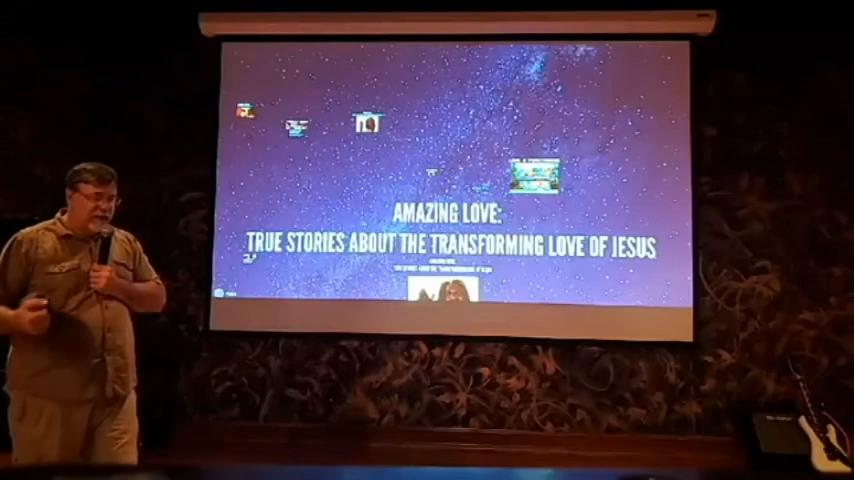 AMAZING LOVE:
TRUE STORIES ABOUT THE TRANSFORMING LOVE OF JESUS